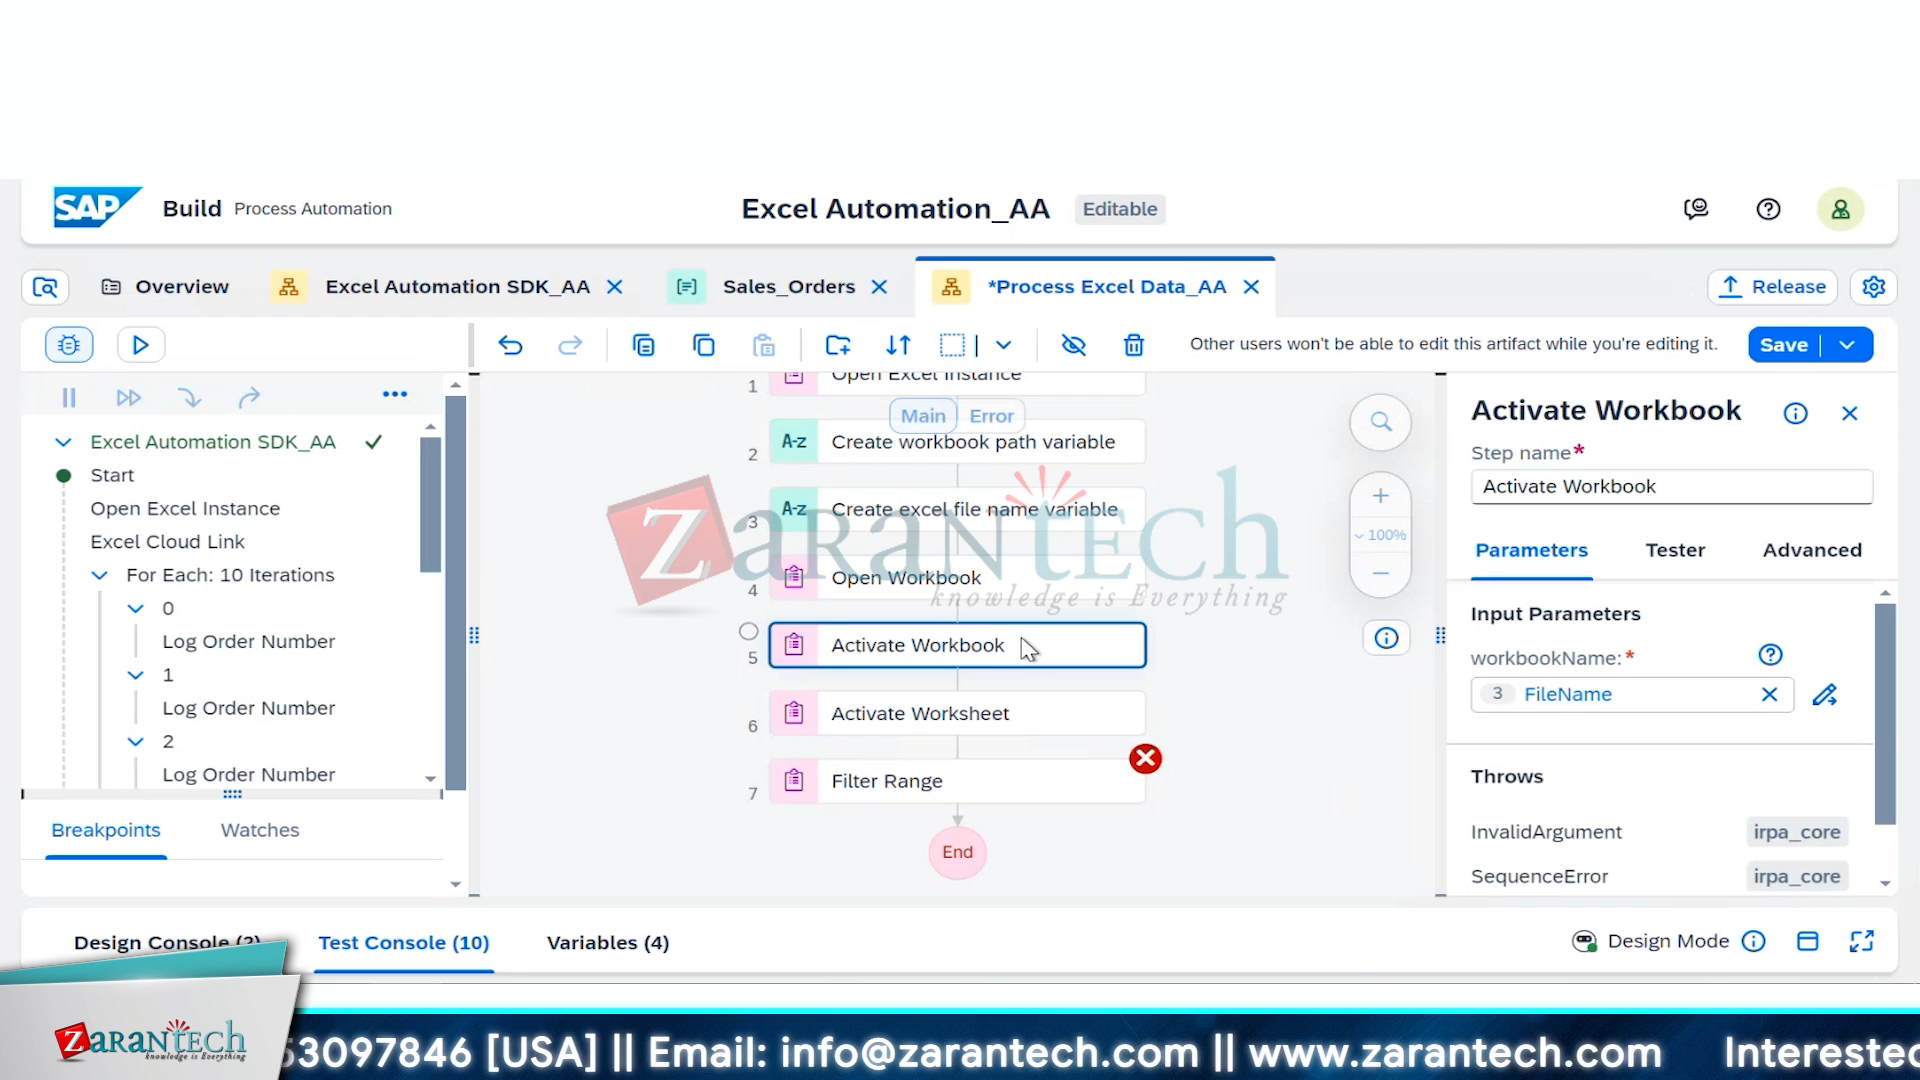 SAP Build Process Automation
Excel Automation_AA Editable
Overview
Excel Automation SDK_AA
Sales_Orders
*Process Excel Data_AA
Release
Other users won't be able to edit this artifact while you're editing it.
Save
Excel Automation SDK_AA
Start
Open Excel Instance
Excel Cloud Link
For Each: 10 Iterations
0
Log Order Number
1
Log Order Number
2
Log Order Number
Breakpoints
Watches
1 Open Excel Instance
Main Error
2 A-z Create workbook path variable
3 A-z Create excel file name variable
4 Open Workbook
5 Activate Workbook
6 Activate Worksheet
7 Filter Range
End
ZaranTech
knowledge is Everything
100%
Activate Workbook
Step name*
Activate Workbook
Parameters
Tester
Advanced
Input Parameters
workbookName:*
3 FileName
Throws
InvalidArgument irpa_core
SequenceError irpa_core
Design Console (2)
Test Console (10)
Variables (4)
Design Mode
ZaranTech
knowledge is Everything
53097846 [USA] || Email: info@zarantech.com || www.zarantech.com Interested